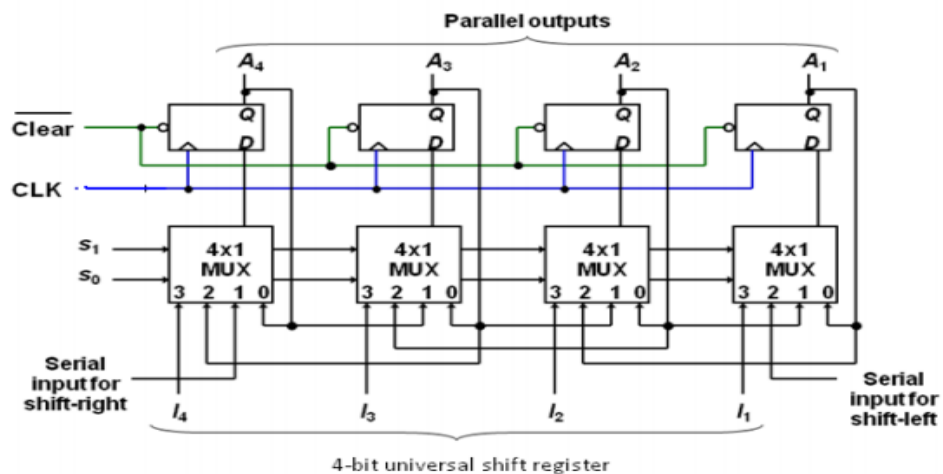 Parallel outputs
A4 A3 A2 A1
Q Q Q Q
Clear
D D D D
CLK
s1
s0
4x1 MUX 4x1 MUX 4x1 MUX 4x1 MUX
3 2 1 0 3 2 1 0 3 2 1 0 3 2 1 0
Serial
input for
shift-right
Serial
input for
shift-left
I4 I3 I2 I1
4-bit universal shift register